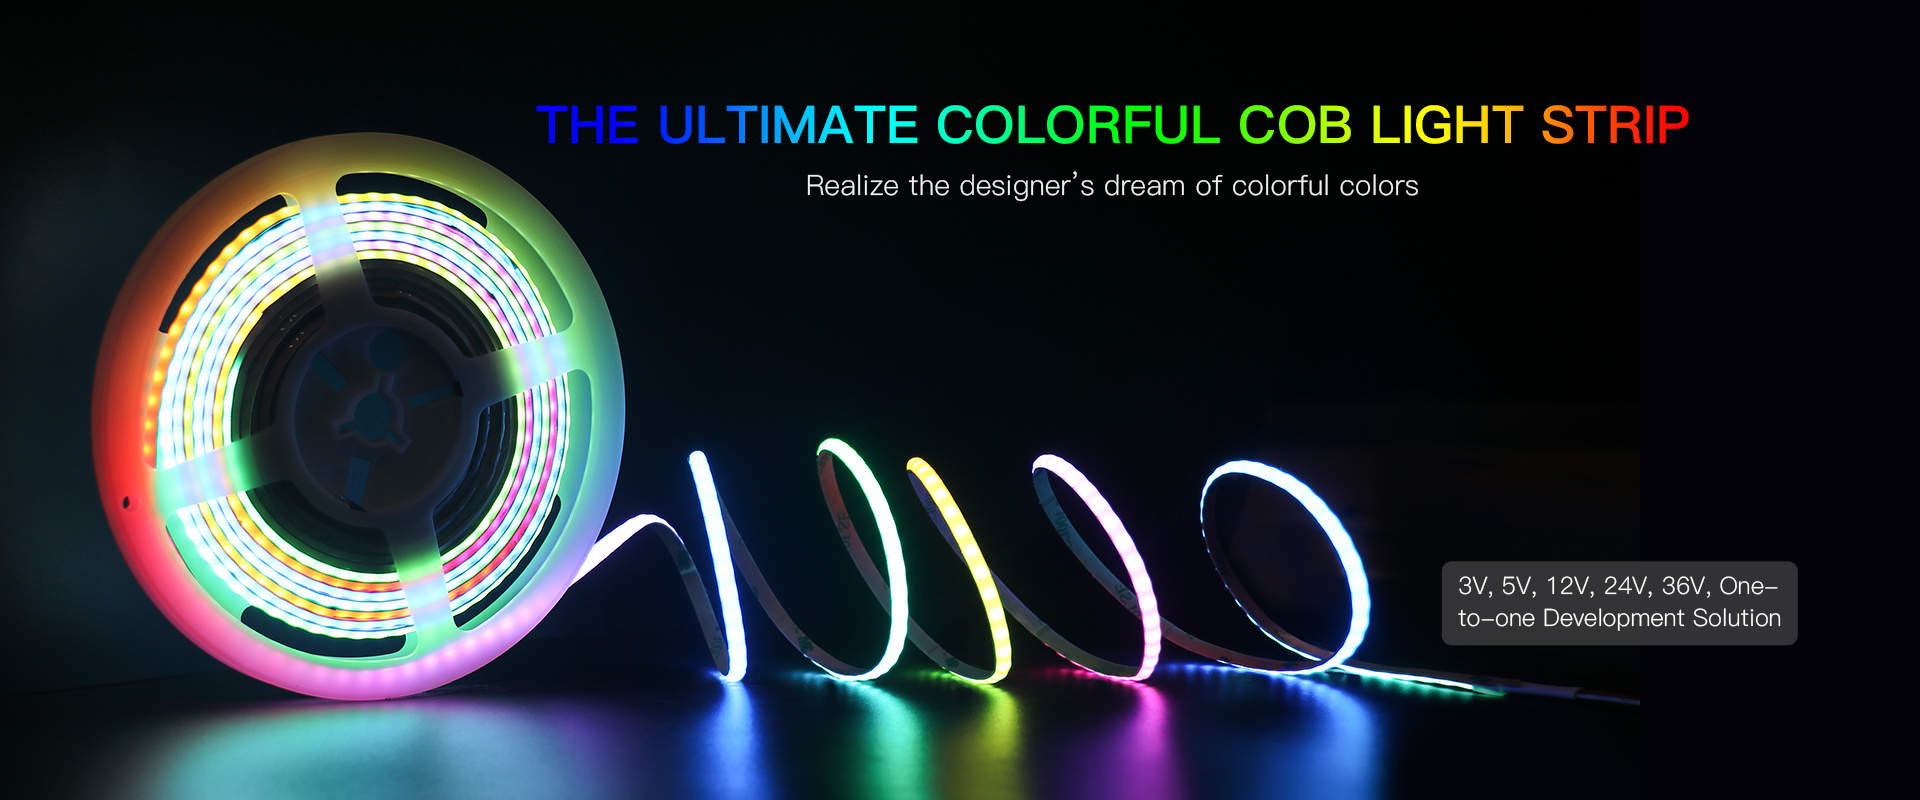 THE ULTIMATE COLORFUL COB LIGHT STRIP
Realize the designer's dream of colorful colors
3V, 5V, 12V, 24V, 36V, One-
to-one Development Solution